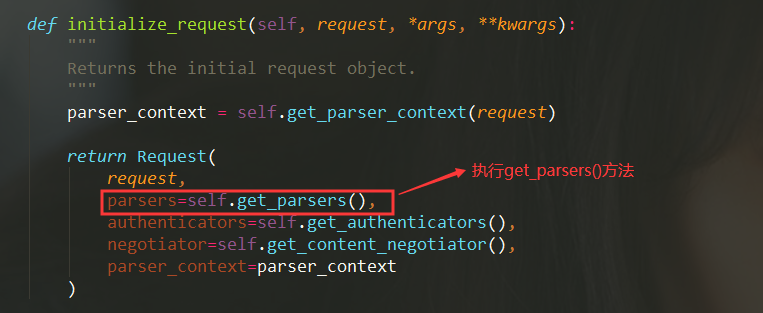 def initialize_request(self, request, *args, **kwargs):
"""
Returns the initial request object.
"""
parser_context = self.get_parser_context(request)
return Request(
request,
parsers=self.get_parsers(),
执行get_parsers()方法
authenticators=self.get_authenticators(),
negotiator=self.get_content_negotiator(),
parser_context=parser_context
)